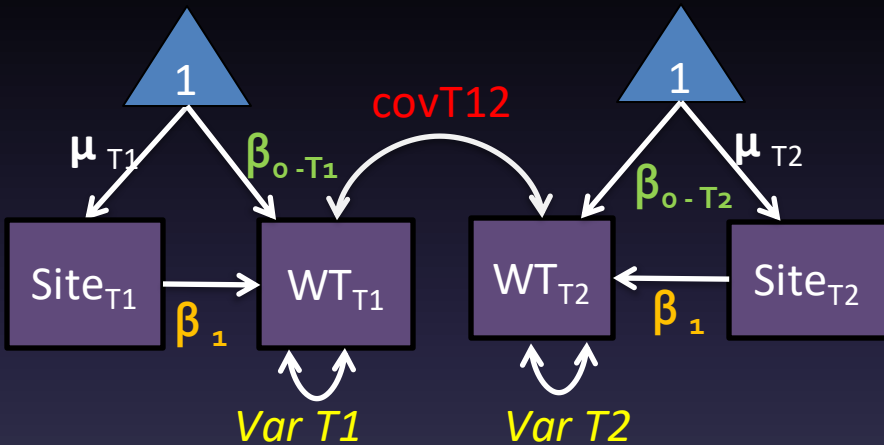 1
1
covT12
μ T1
β0 -T1
β0 - T2
μ T2
SiteT1
WTT1
WTT2
SiteT2
β 1
β 1
Var T1
Var T2